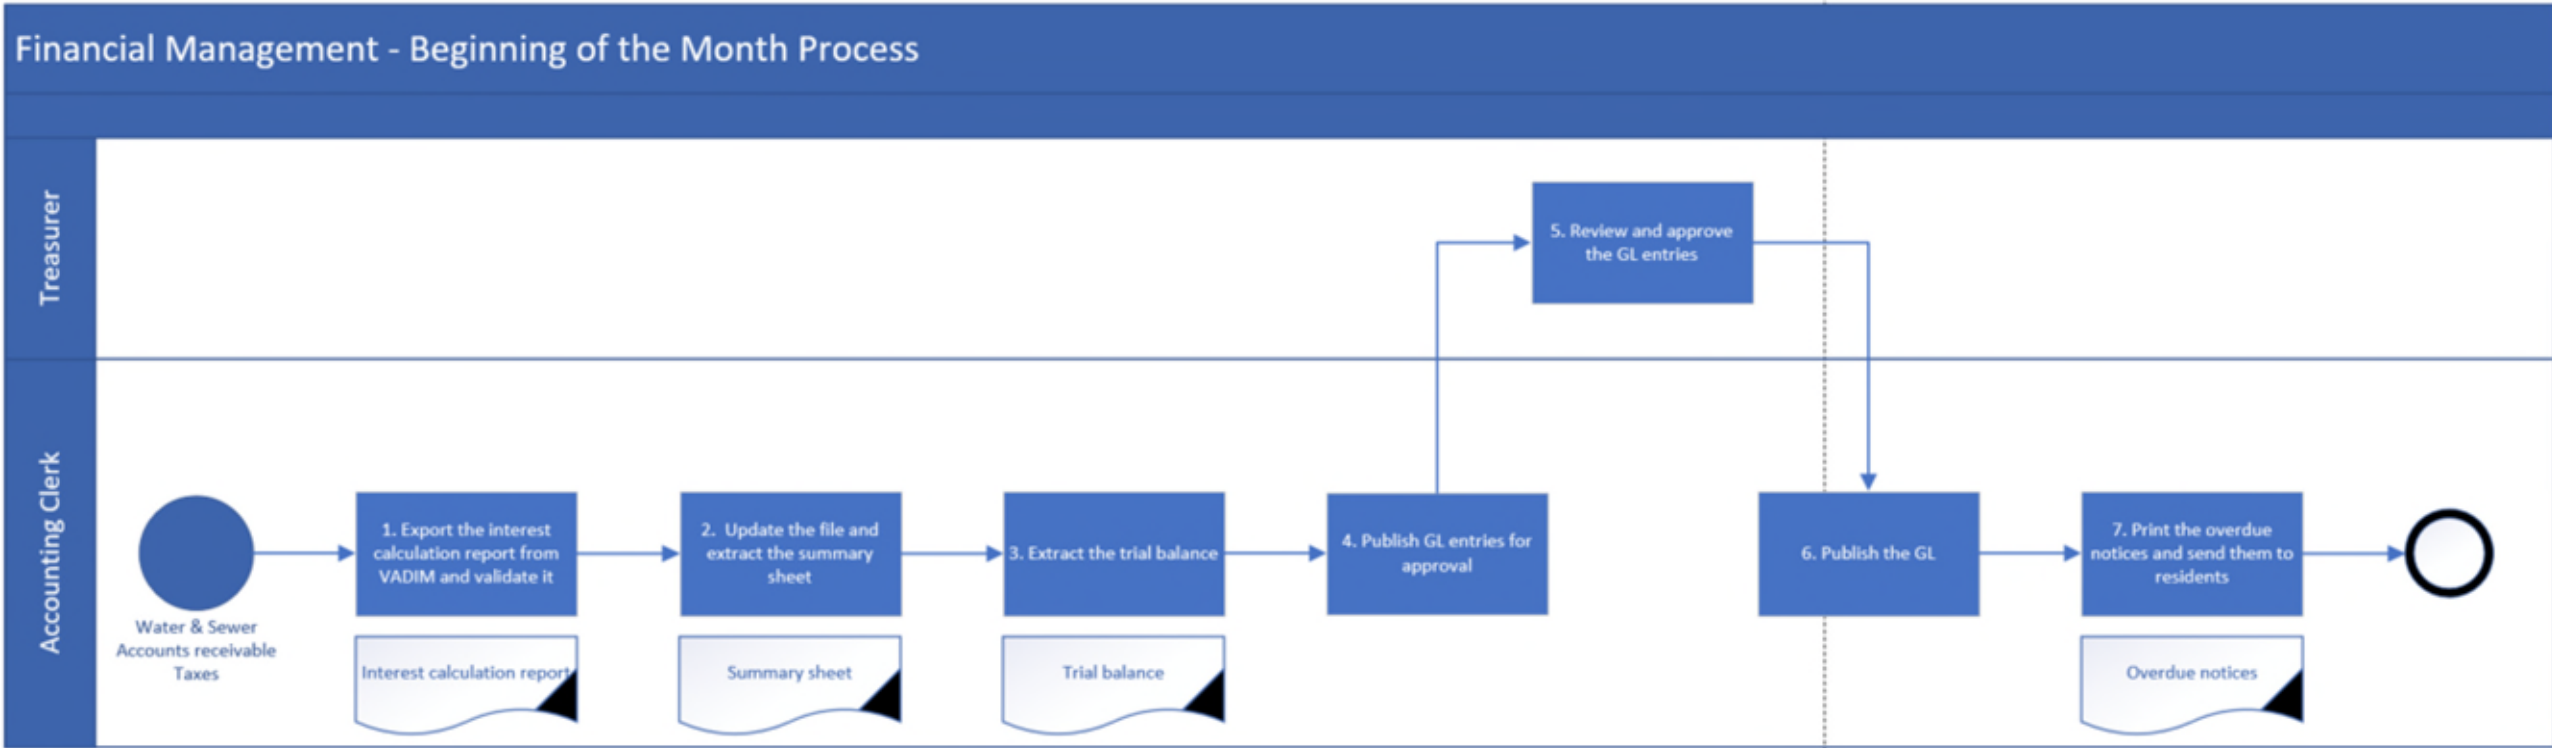 Financial Management - Beginning of the Month Process
Treasurer
5. Review and approve
the GL entries
Accounting Clerk
Water & Sewer
Accounts receivable
Taxes
1. Export the interest
calculation report from
VADIM and validate it
Interest calculation report
2. Update the file and
extract the summary
sheet
Summary sheet
3. Extract the trial balance
Trial balance
4. Publish GL entries for
approval
6. Publish the GL
7. Print the overdue
notices and send them to
residents
Overdue notices